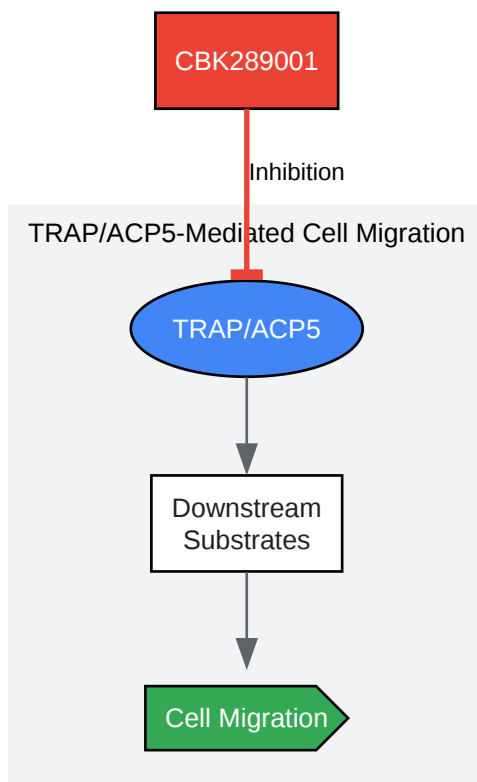 CBK289001
Inhibition
TRAP/ACP5-Mediated Cell Migration
TRAP/ACP5
Downstream
Substrates
Cell Migration